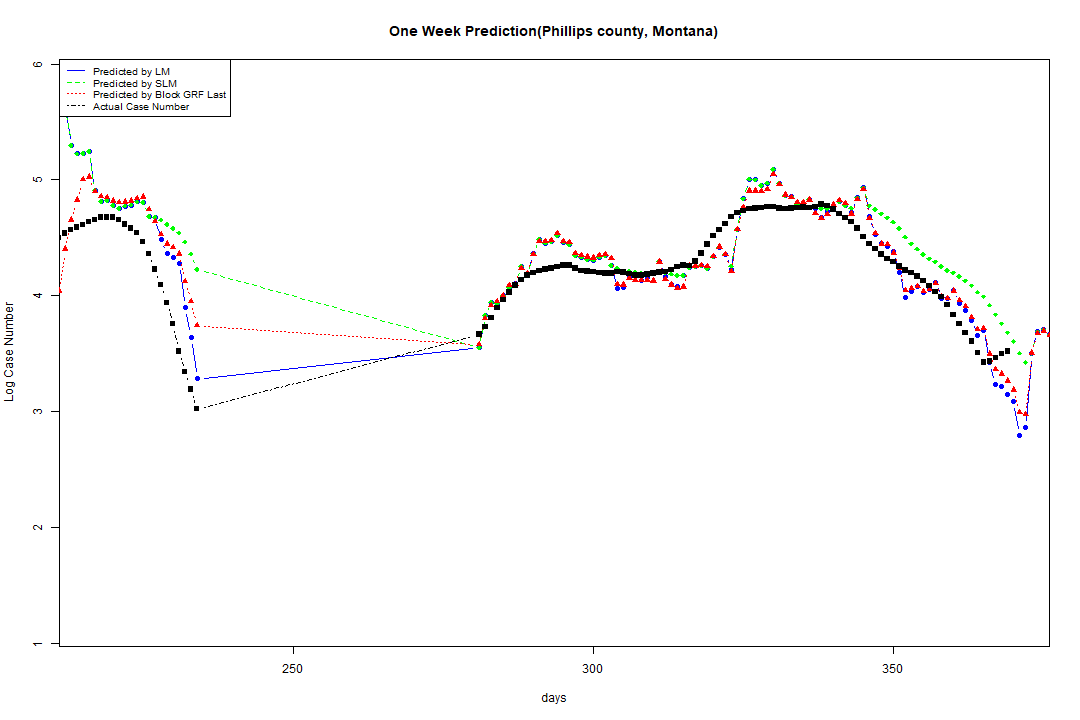 One Week Prediction(Phillips county, Montana)
Predicted by LM
Predicted by SLM
Predicted by Block GRF Last
Actual Case Number
6
5
4
3
2
1
Log Case Number
250
300
350
days